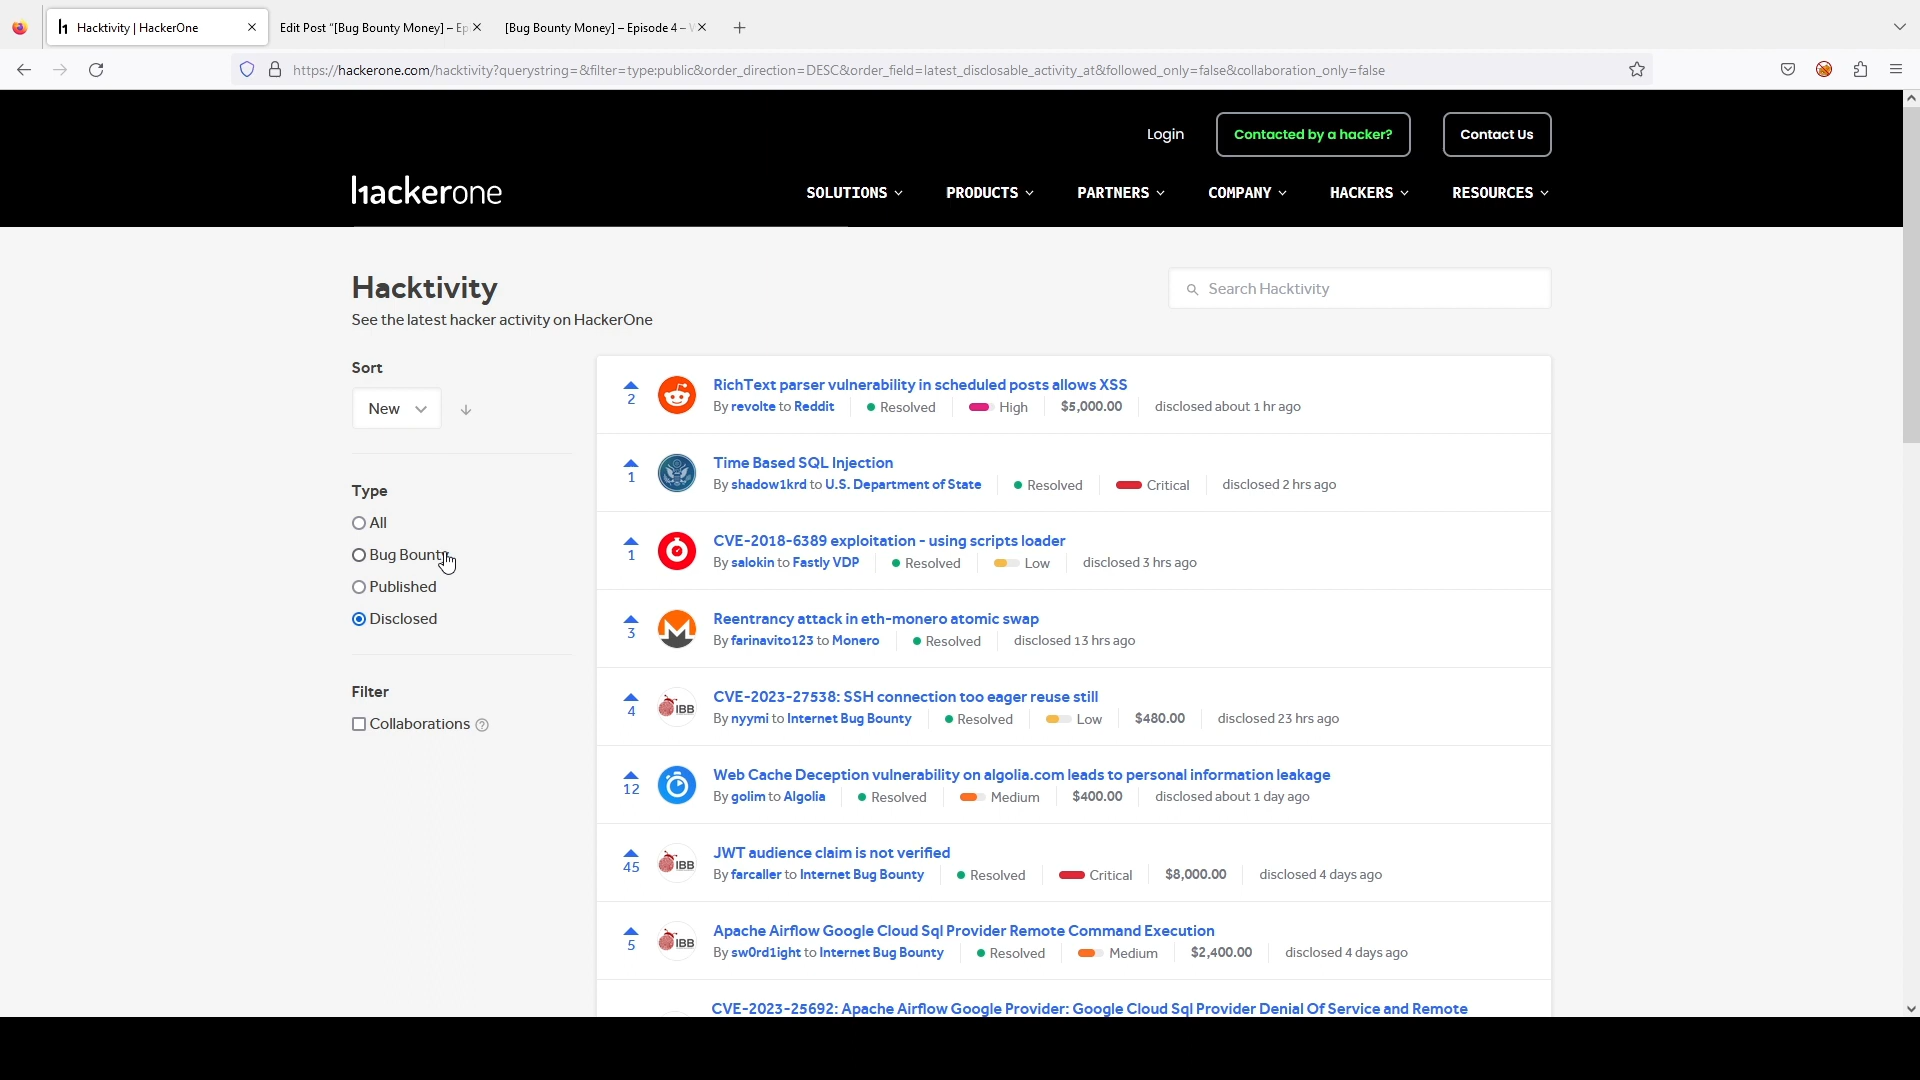 Hacktivity | HackerOne
Edit Post "[Bug Bounty Money] – Ep
[Bug Bounty Money] – Episode 4 –
https://hackerone.com/hacktivity?querystring=&filter=type:public&order_direction=DESC&order_field=latest_disclosable_activity_at&followed_only=false&collaboration_only=false
Login
Contacted by a hacker?
Contact Us
hackerone
SOLUTIONS
PRODUCTS
PARTNERS
COMPANY
HACKERS
RESOURCES
Hacktivity
See the latest hacker activity on HackerOne
Search Hacktivity
Sort
New
Type
All
Bug Bounty
Published
Disclosed
Filter
Collaborations
2
RichText parser vulnerability in scheduled posts allows XSS
By revolte to Reddit Resolved High $5,000.00 disclosed about 1 hr ago
1
Time Based SQL Injection
By shadow1krd to U.S. Department of State Resolved Critical disclosed 2 hrs ago
1
CVE-2018-6389 exploitation - using scripts loader
By salokin to Fastly VDP Resolved Low disclosed 3 hrs ago
3
Reentrancy attack in eth-monero atomic swap
By farinavito123 to Monero Resolved disclosed 13 hrs ago
4
IBB
CVE-2023-27538: SSH connection too eager reuse still
By nyymi to Internet Bug Bounty Resolved Low $480.00 disclosed 23 hrs ago
12
Web Cache Deception vulnerability on algolia.com leads to personal information leakage
By golim to Algolia Resolved Medium $400.00 disclosed about 1 day ago
45
IBB
JWT audience claim is not verified
By farcaller to Internet Bug Bounty Resolved Critical $8,000.00 disclosed 4 days ago
5
IBB
Apache Airflow Google Cloud Sql Provider Remote Command Execution
By sw0rd1ight to Internet Bug Bounty Resolved Medium $2,400.00 disclosed 4 days ago
CVE-2023-25692: Apache Airflow Google Provider: Google Cloud Sql Provider Denial Of Service and Remote